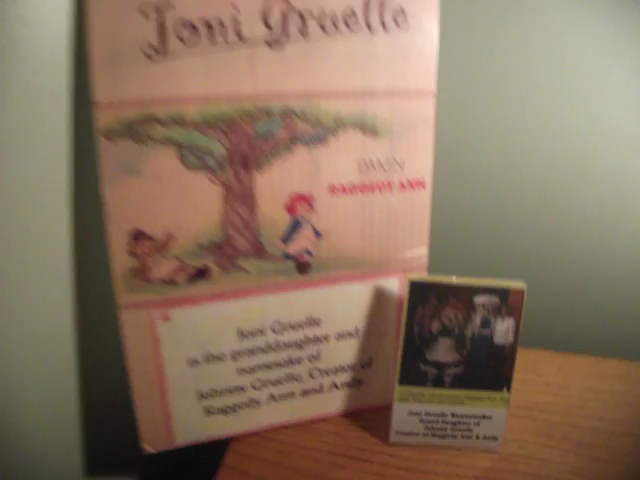 Joni Gruelle
DAKIN
RAGGEDY ANN
Joni Gruelle
is the granddaughter and
namesake of
Johnny Gruelle, Creator of
Raggedy Ann and Andy.
Joni Gruelle Wannamaker
Grand Daughter of
Johnny Gruelle
Creator of Raggedy Ann & Andy